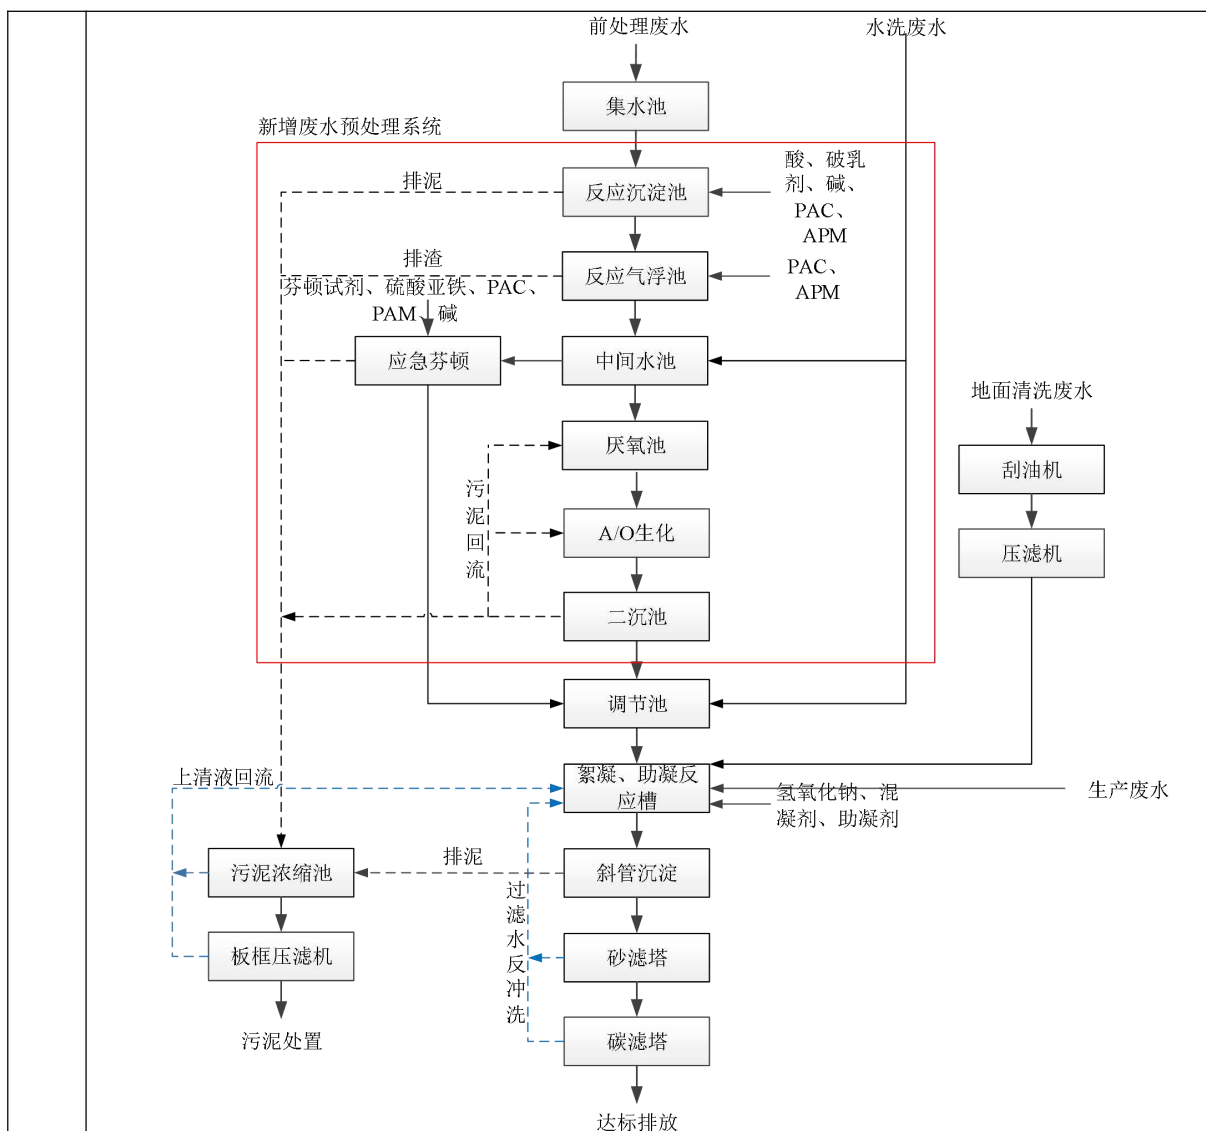 前处理废水
水洗废水
集水池
新增废水预处理系统
酸、破乳
剂、碱、
PAC、
APM
排泥
反应沉淀池
排渣
反应气浮池
PAC、
APM
芬顿试剂、硫酸亚铁、PAC、
PAM、碱
应急芬顿
中间水池
地面清洗废水
厌氧池
刮油机
污
泥
回
流
A/O生化
压滤机
二沉池
调节池
上清液回流
絮凝、助凝反
应槽
生产废水
氢氧化钠、混
凝剂、助凝剂
污泥浓缩池
排泥
斜管沉淀
过
滤
水
反
冲
洗
板框压滤机
砂滤塔
污泥处置
碳滤塔
达标排放